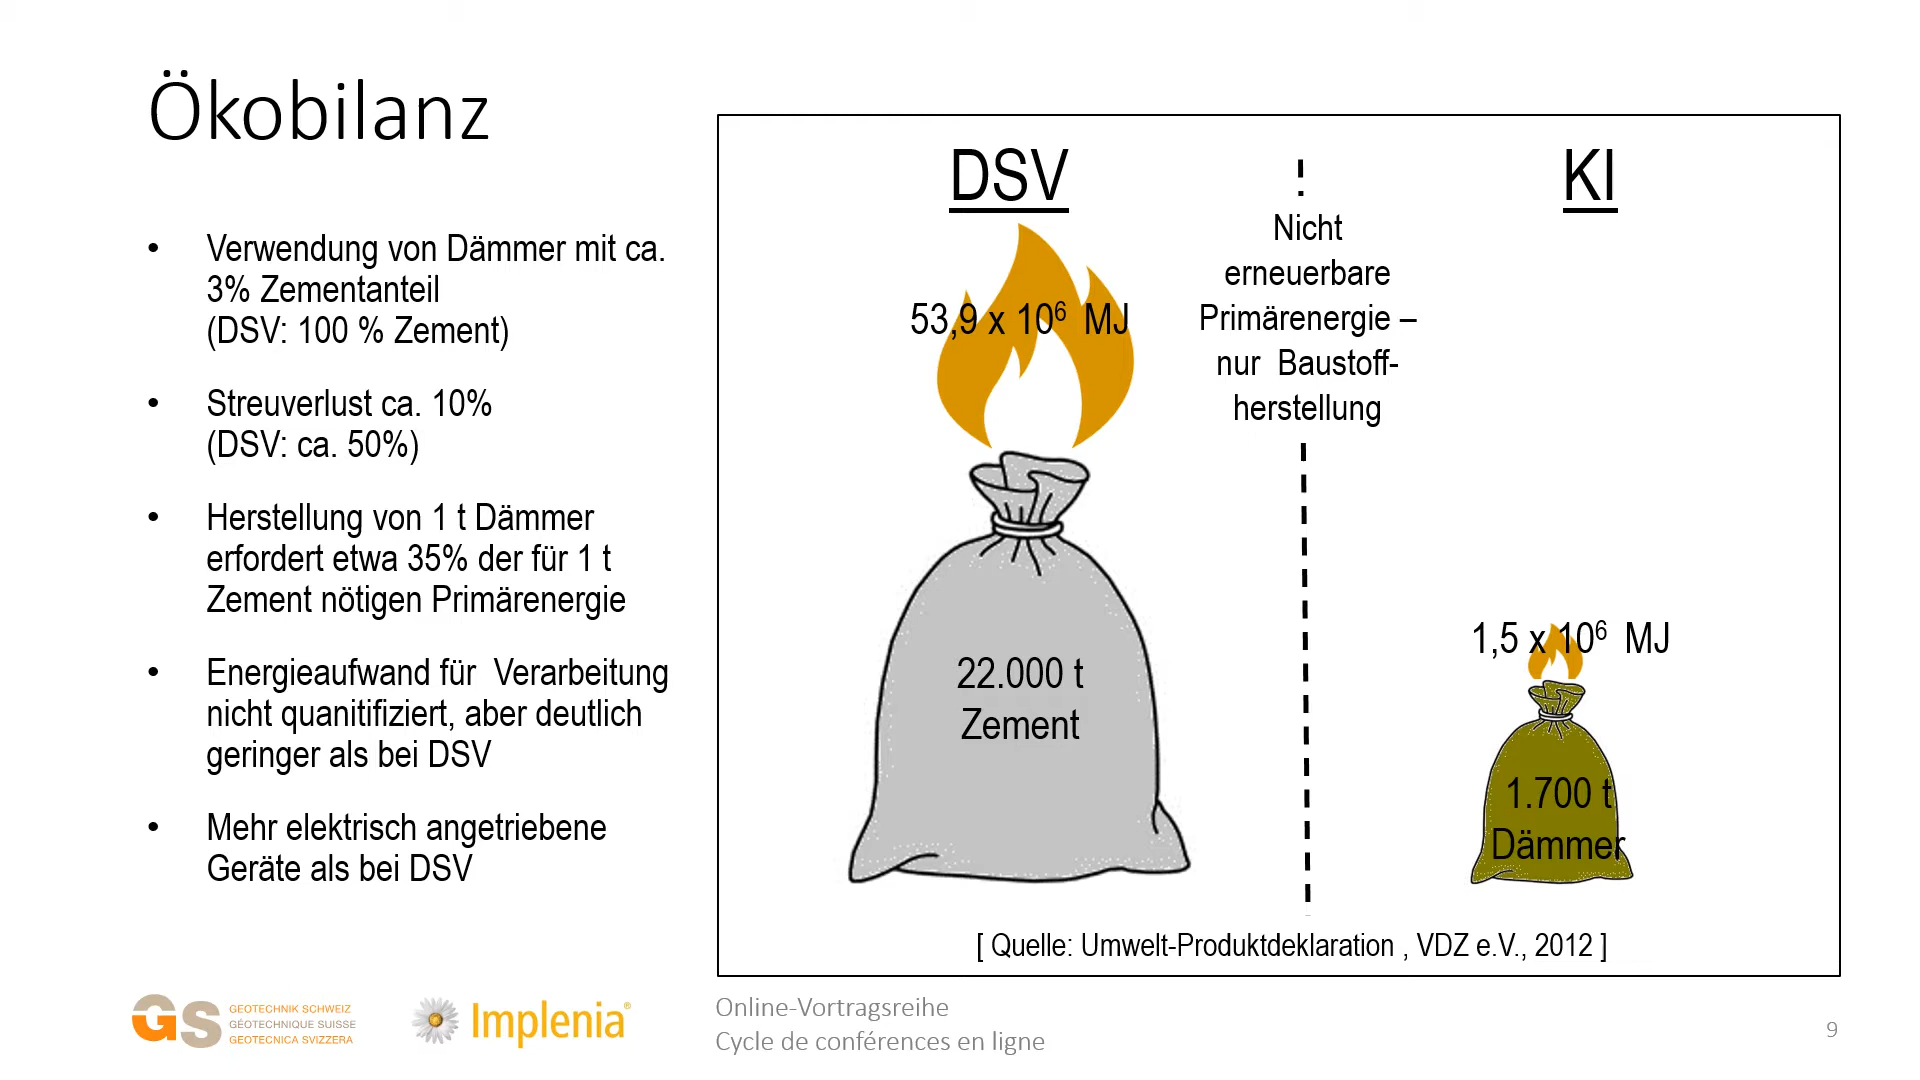 Ökobilanz
• Verwendung von Dämmer mit ca.
3% Zementanteil
(DSV: 100 % Zement)
• Streuverlust ca. 10%
(DSV: ca. 50%)
• Herstellung von 1 t Dämmer
erfordert etwa 35% der für 1 t
Zement nötigen Primärenergie
• Energieaufwand für Verarbeitung
nicht quanitifiziert, aber deutlich
geringer als bei DSV
• Mehr elektrisch angetriebene
Geräte als bei DSV
DSV
53,9 x 10⁶ MJ
22.000 t
Zement
Nicht
erneuerbare
Primärenergie –
nur Baustoff-
herstellung
KI
1,5 x 10⁶ MJ
1.700 t
Dämmer
[ Quelle: Umwelt-Produktdeklaration , VDZ e.V., 2012 ]
GS
GEOTECHNIK SCHWEIZ
GÉOTECHNIQUE SUISSE
GEOTECNICA SVIZZERA
Implenia®
Online-Vortragsreihe
Cycle de conférences en ligne
9